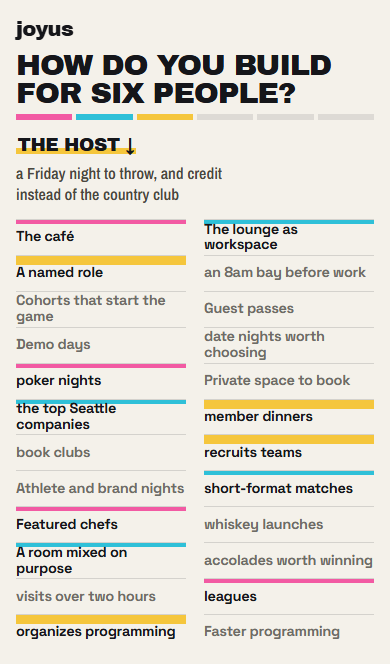 joyus
HOW DO YOU BUILD
FOR SIX PEOPLE?
THE HOST ↓
a Friday night to throw, and credit
instead of the country club
The café
A named role
Cohorts that start the
game
Demo days
poker nights
the top Seattle
companies
book clubs
Athlete and brand nights
Featured chefs
A room mixed on
purpose
visits over two hours
organizes programming
The lounge as
workspace
an 8am bay before work
Guest passes
date nights worth
choosing
Private space to book
member dinners
recruits teams
short-format matches
whiskey launches
accolades worth winning
leagues
Faster programming